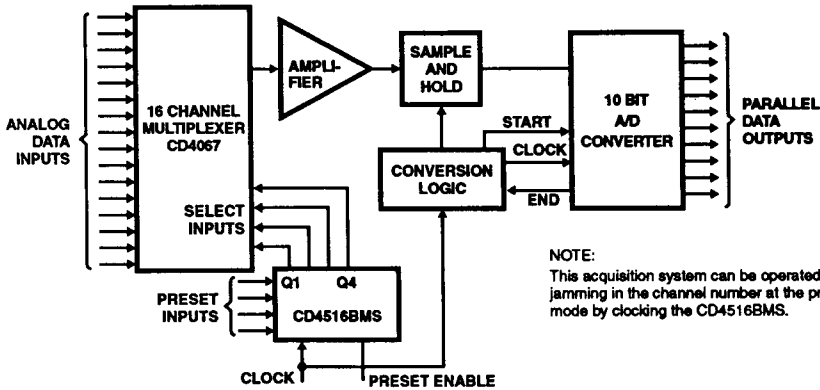 ANALOG
DATA
INPUTS
16 CHANNEL
MULTIPLEXER
CD4067
SELECT
INPUTS
AMPLI-
FIER
SAMPLE
AND
HOLD
START
CLOCK
END
CONVERSION
LOGIC
10 BIT
A/D
CONVERTER
PARALLEL
DATA
OUTPUTS
PRESET
INPUTS
Q1 Q4
CD4516BMS
CLOCK
PRESET ENABLE
NOTE:
This acquisition system can be operated
jamming in the channel number at the
mode by clocking the CD4516BMS.